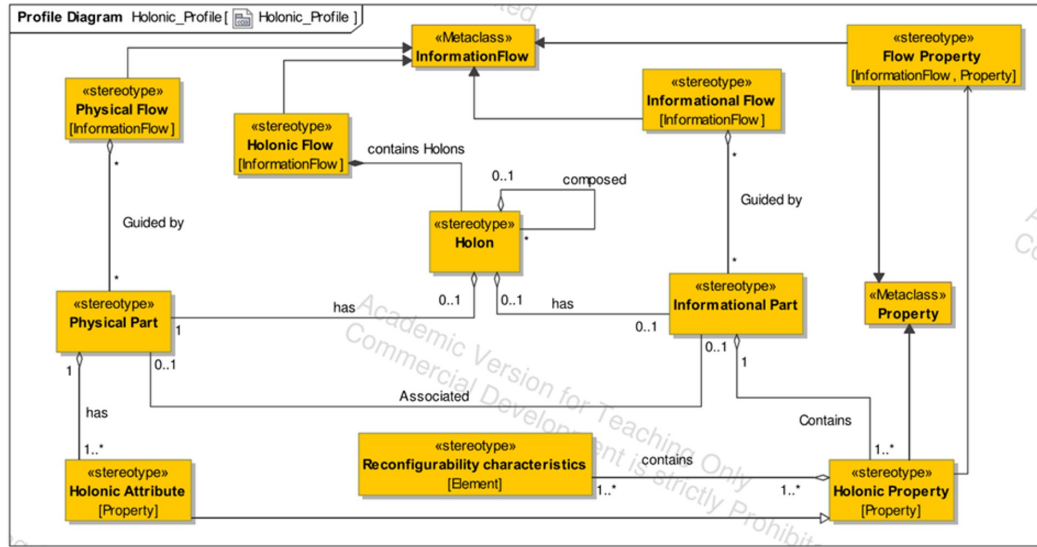 Profile Diagram Holonic_Profile [ Holonic_Profile ]
«Metaclass»
InformationFlow
«stereotype»
Flow Property
[InformationFlow , Property]
«stereotype»
Physical Flow
[InformationFlow]
«stereotype»
Informational Flow
[InformationFlow]
«stereotype»
Holonic Flow
[InformationFlow]
contains Holons
*
*
0..1
composed
*
Guided by
Guided by
«stereotype»
Holon
*
*
«stereotype»
Physical Part
has
0..1
0..1
has
«stereotype»
Informational Part
«Metaclass»
Property
1
0..1
1
0..1
0..1
1
Associated
has
Contains
1..*
1..*
«stereotype»
Holonic Attribute
[Property]
«stereotype»
Reconfigurability characteristics
[Element]
contains
1..*
1..*
«stereotype»
Holonic Property
[Property]
Academic Version for Teaching Only
Commercial Development is strictly Prohibit